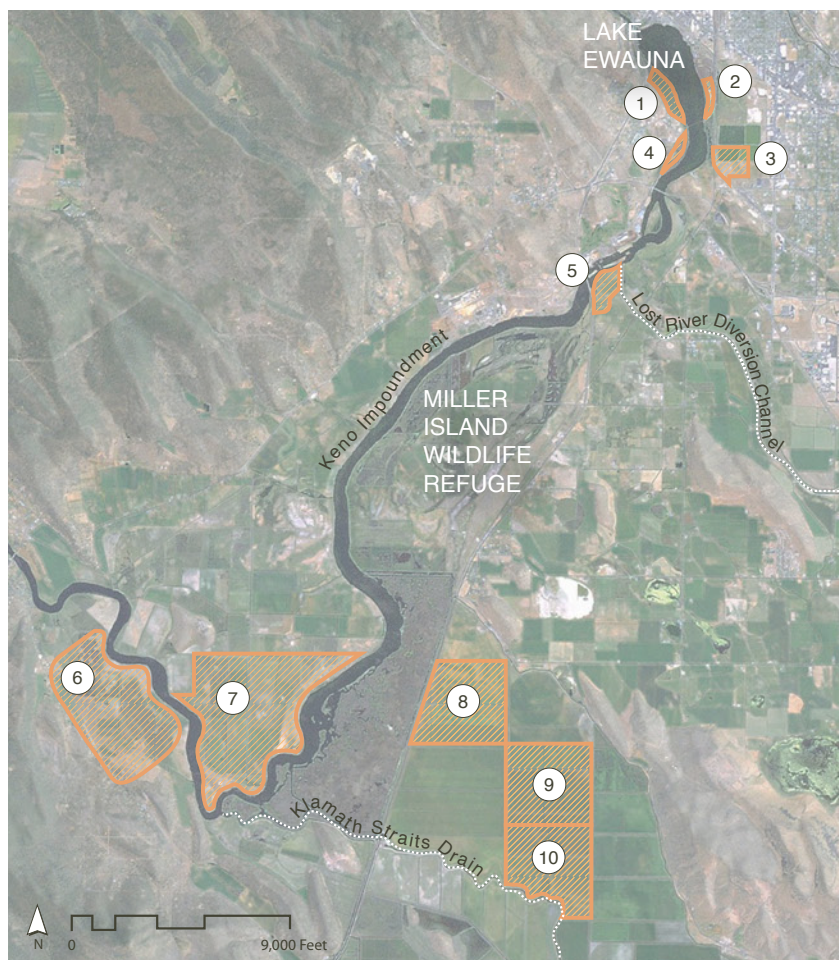 LAKE
EWAUNA
1
2
3
4
5
Lost River Diversion Channel
Keno Impoundment
MILLER
ISLAND
WILDLIFE
REFUGE
6
7
8
9
10
Klamath Straits Drain
N
0
9,000 Feet